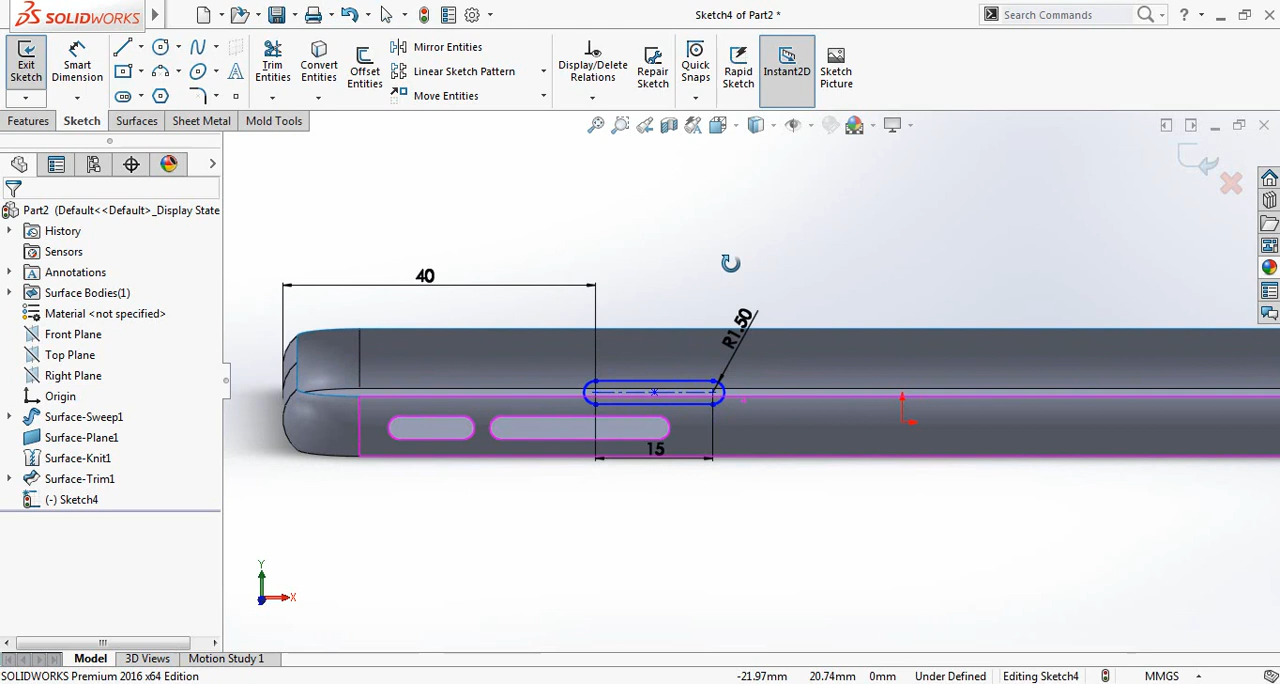 SOLIDWORKS
Sketch4 of Part2 *
Search Commands
?
Exit Sketch
Smart Dimension
Trim Entities
Convert Entities
Offset Entities
Mirror Entities
Linear Sketch Pattern
Move Entities
Display/Delete Relations
Repair Sketch
Quick Snaps
Rapid Sketch
Instant2D
Sketch Picture
Features
Sketch
Surfaces
Sheet Metal
Mold Tools
Part2 (Default<<Default>_Display State
History
Sensors
Annotations
Surface Bodies(1)
Material <not specified>
Front Plane
Top Plane
Right Plane
Origin
Surface-Sweep1
Surface-Plane1
Surface-Knit1
Surface-Trim1
(-) Sketch4
40
R1.50
15
Y
X
Model
3D Views
Motion Study 1
SOLIDWORKS Premium 2016 x64 Edition
-21.97mm
20.74mm
0mm
Under Defined
Editing Sketch4
MMGS